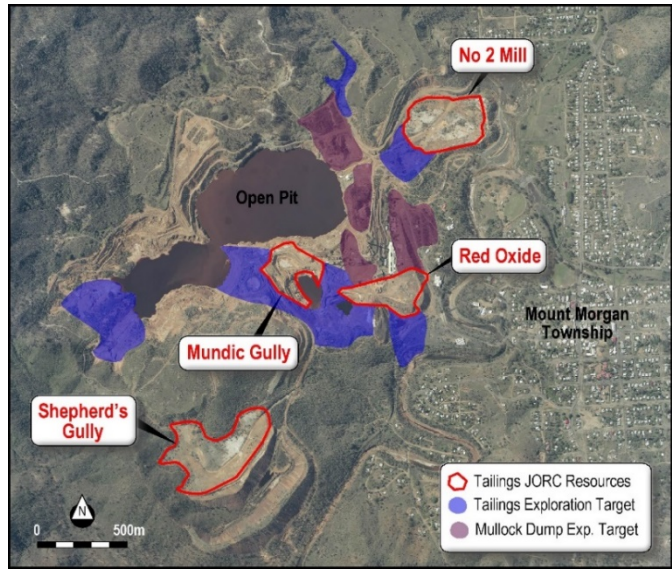 No 2 Mill
Open Pit
Red Oxide
Mount Morgan
Township
Mundic Gully
Shepherd's
Gully
N
0 500m
Tailings JORC Resources
Tailings Exploration Target
Mullock Dump Exp. Target